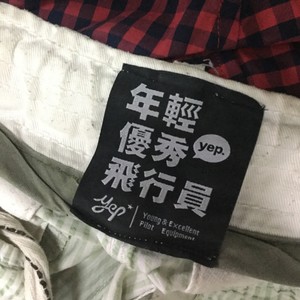 年輕
優秀 yep.
飛行員
yep Young & Excellent
Pilot Equipment